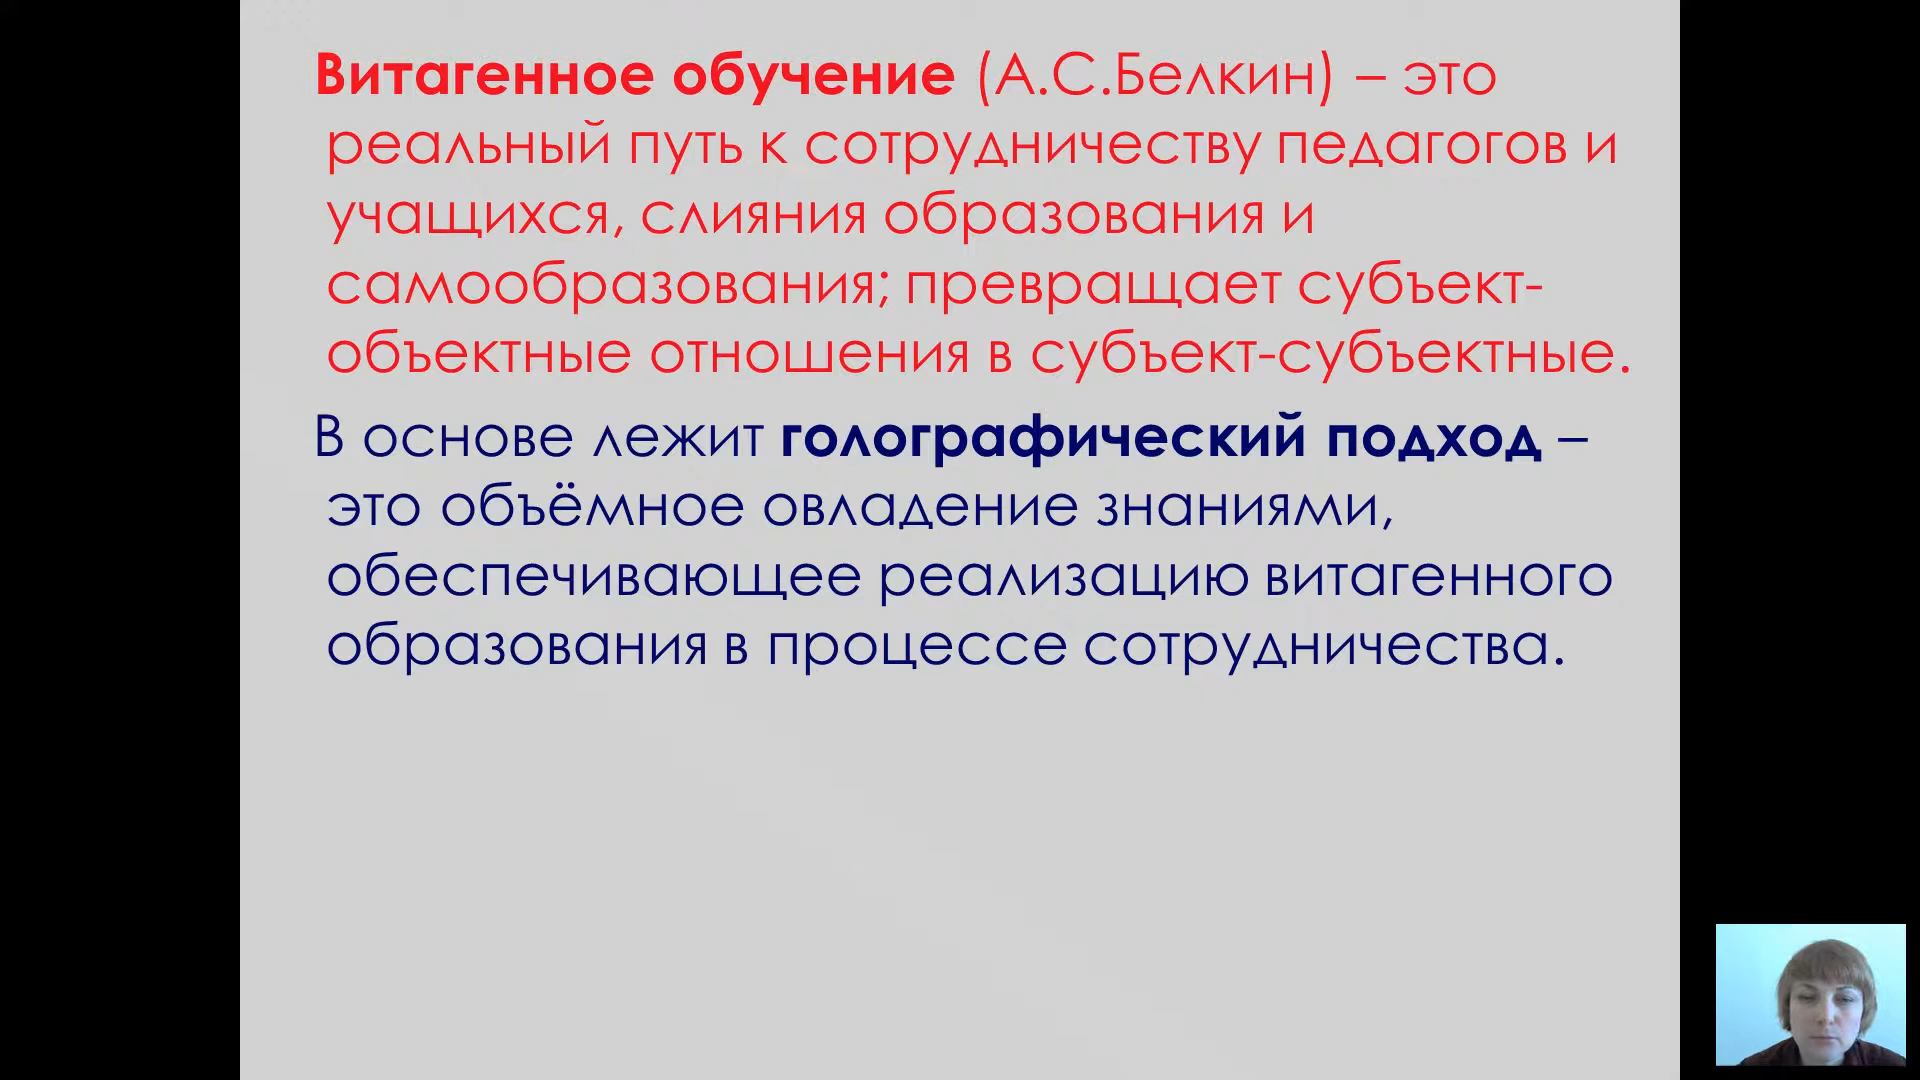 Витагенное обучение (А.С.Белкин) – это
реальный путь к сотрудничеству педагогов и
учащихся, слияния образования и
самообразования; превращает субъект-
объектные отношения в субъект-субъектные.
В основе лежит голографический подход –
это объёмное овладение знаниями,
обеспечивающее реализацию витагенного
образования в процессе сотрудничества.